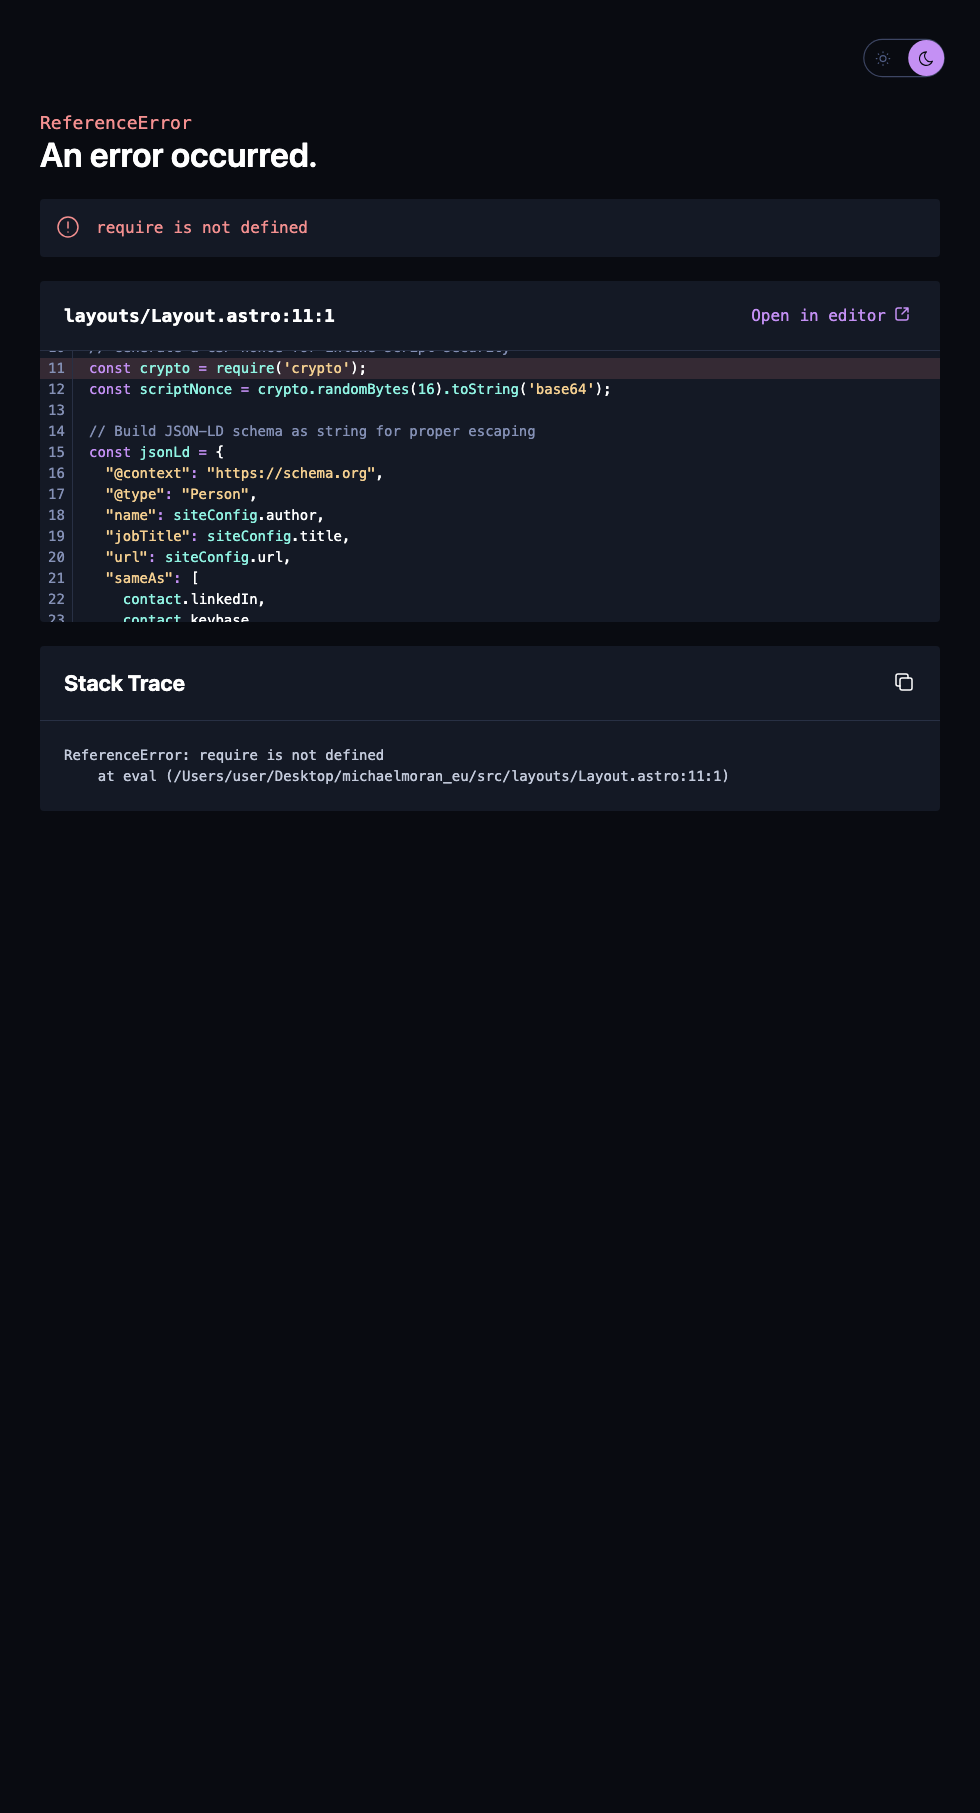 ReferenceError
An error occurred.
require is not defined
layouts/Layout.astro:11:1
Open in editor
11 const crypto = require('crypto');
12 const scriptNonce = crypto.randomBytes(16).toString('base64');
13
14 // Build JSON-LD schema as string for proper escaping
15 const jsonLd = {
16 "@context": "https://schema.org",
17 "@type": "Person",
18 "name": siteConfig.author,
19 "jobTitle": siteConfig.title,
20 "url": siteConfig.url,
21 "sameAs": [
22 contact.linkedIn,
23 contact.keybase
Stack Trace
ReferenceError: require is not defined
at eval (/Users/user/Desktop/michaelmoran_eu/src/layouts/Layout.astro:11:1)